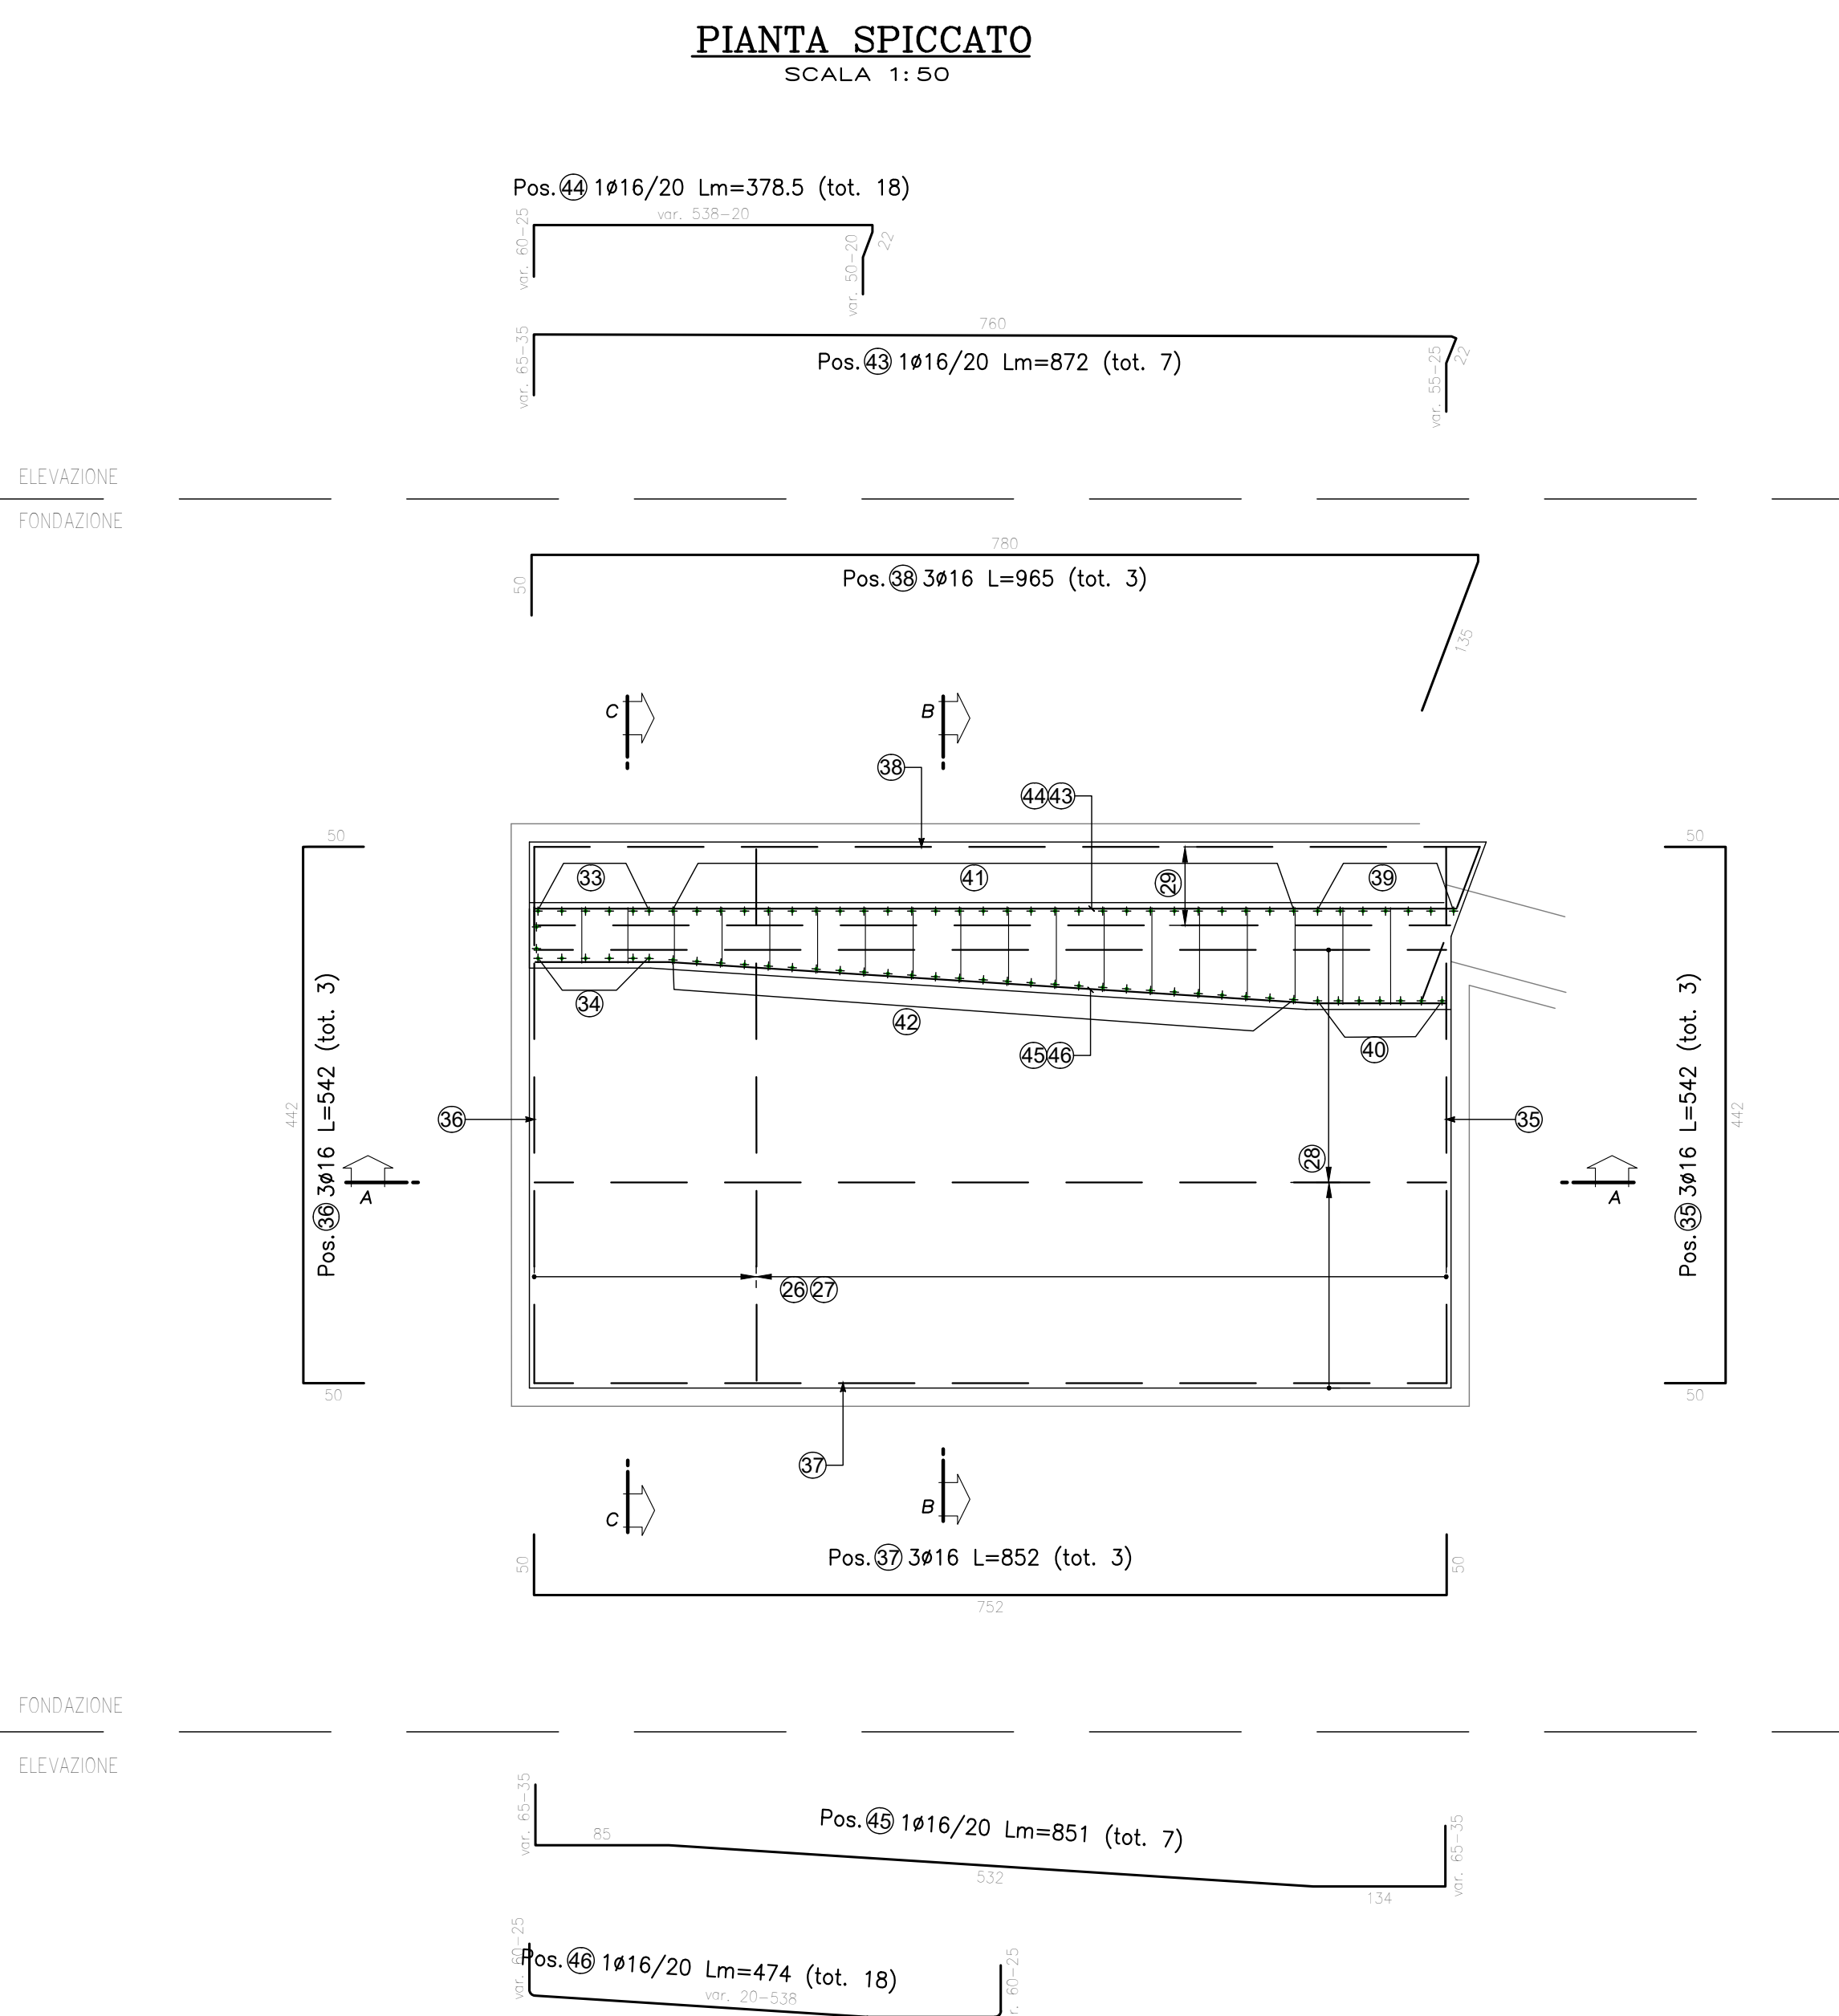 PIANTA SPICCATO
SCALA 1:50
Pos. 44 1ø16/20 Lm=378.5 (tot. 18)
var. 538-20
var. 60-25
22
var. 50-20
760
var. 65-35
Pos. 43 1ø16/20 Lm=872 (tot. 7)
22
var. 55-25
ELEVAZIONE
FONDAZIONE
780
50
Pos. 38 3ø16 L=965 (tot. 3)
135
C
B
38
44 43
50
50
33
41
29
39
34
42
45 46
40
442
Pos. 36 3ø16 L=542 (tot. 3)
36
35
Pos. 35 3ø16 L=542 (tot. 3)
442
28
A
A
26 27
50
50
37
C
B
50
Pos. 37 3ø16 L=852 (tot. 3)
50
752
FONDAZIONE
ELEVAZIONE
var. 65-35
85
Pos. 45 1ø16/20 Lm=851 (tot. 7)
532
134
var. 65-35
var. 60-25
Pos. 46 1ø16/20 Lm=474 (tot. 18)
var. 20-538
r. 60-25